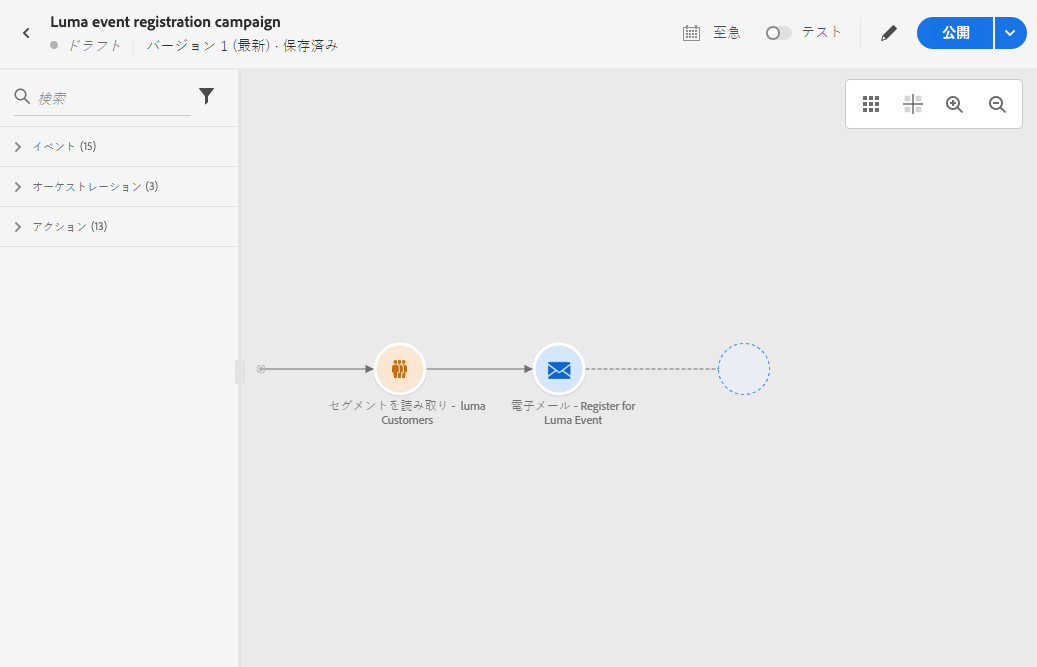 Luma event registration campaign
ドラフト バージョン 1 (最新) · 保存済み
至急
テスト
公開
検索
イベント (15)
オーケストレーション (3)
アクション (13)
セグメントを読み取り - luma
Customers
電子メール - Register for
Luma Event